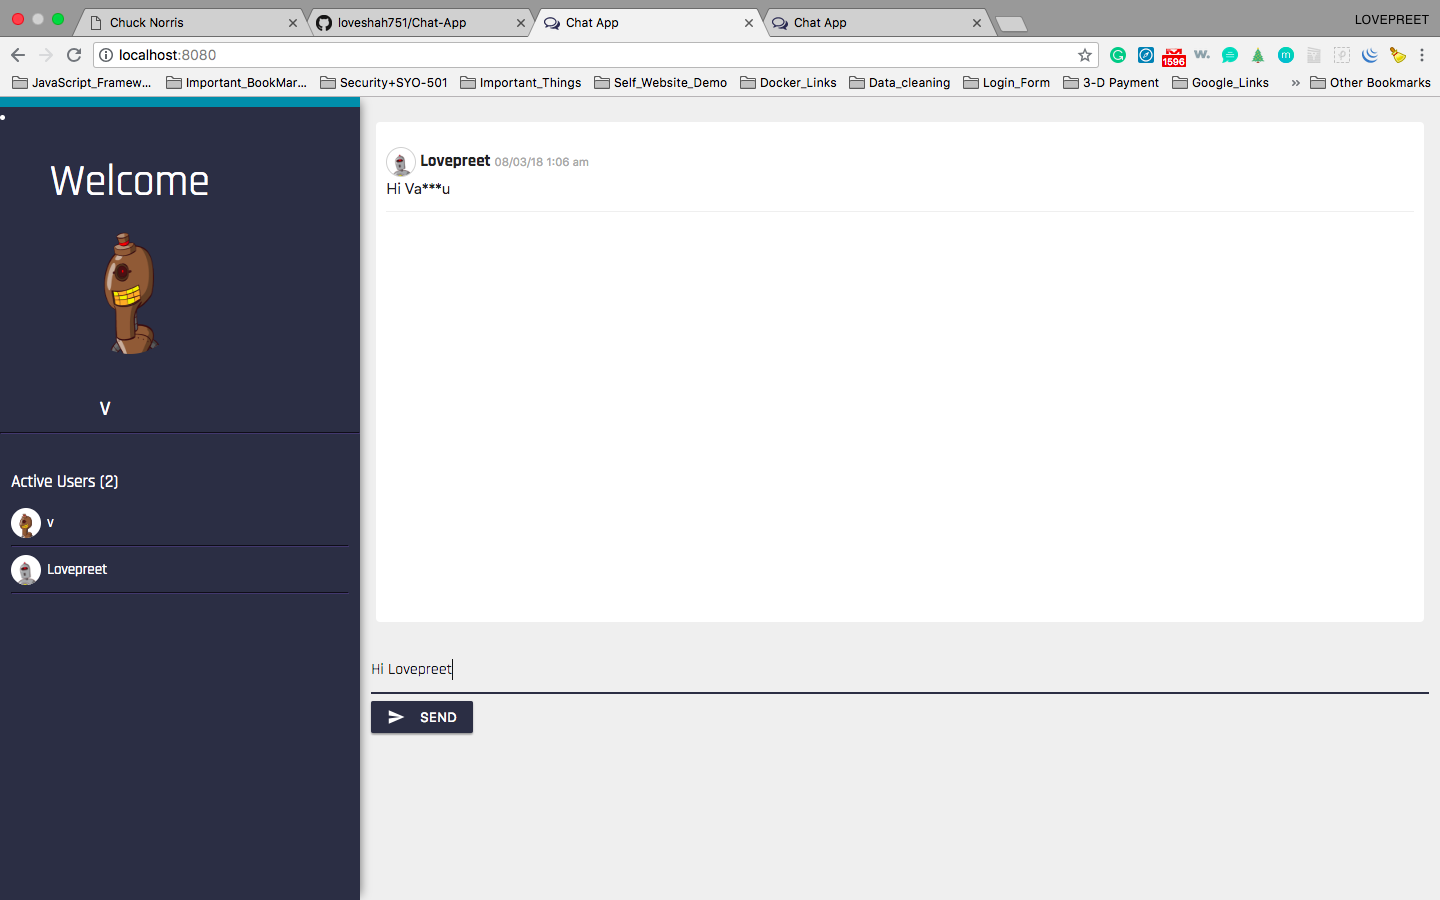 Chuck Norris
loveshah751/Chat-App
Chat App
Chat App
LOVEPREET
localhost:8080
1596
w.
m
JavaScript_Framew...
Important_BookMar...
Security+SYO-501
Important_Things
Self_Website_Demo
Docker_Links
Data_cleaning
Login_Form
3-D Payment
Google_Links
»
Other Bookmarks
Welcome
V
Active Users (2)
V
Lovepreet
Lovepreet 08/03/18 1:06 am
Hi Va***u
Hi Lovepreet
SEND